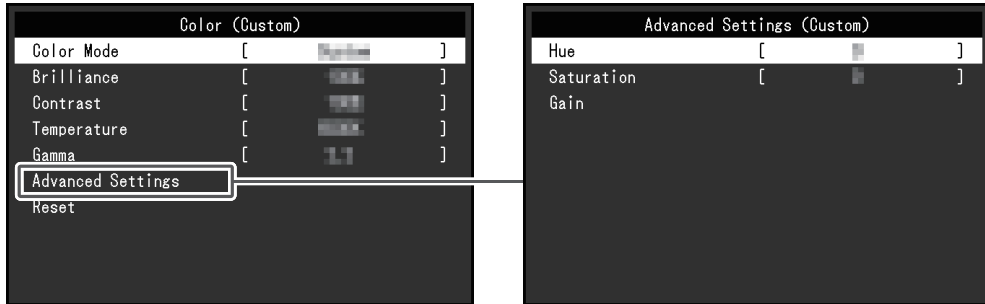 Color (Custom)
Color Mode [ ]
Brilliance [ ]
Contrast [ ]
Temperature [ ]
Gamma [ ]
Advanced Settings
Reset
Advanced Settings (Custom)
Hue [ ]
Saturation [ ]
Gain